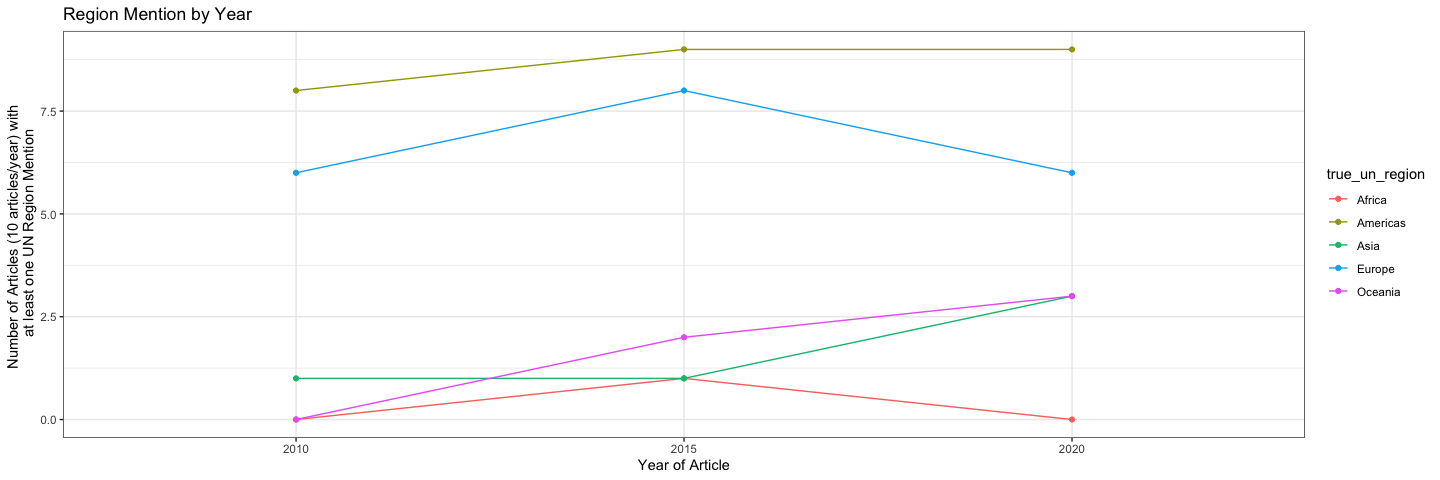 Region Mention by Year
Number of Articles (10 articles/year) with
at least one UN Region Mention
7.5
5.0
2.5
0.0
2010
2015
2020
Year of Article
true_un_region
Africa
Americas
Asia
Europe
Oceania